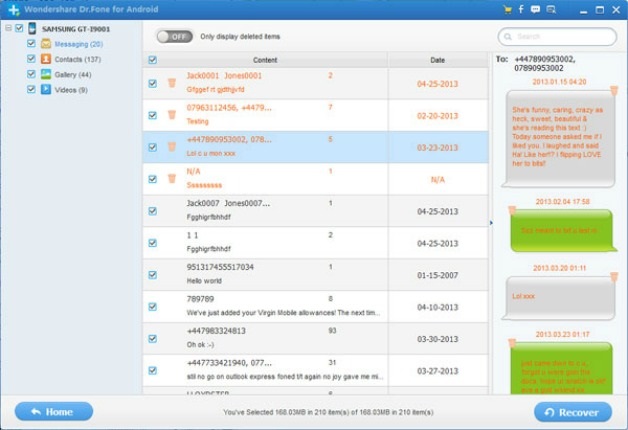 Wondershare Dr.Fone for Android
SAMSUNG GT-I9001
Messaging (20)
Contacts (137)
Gallery (44)
Videos (9)
OFF Only display deleted items
Search
Content Date
Jack0001 Jones0001 2
Gfggef rt gjtthjjvfd
04-25-2013
07963112456, +4479... 7
Testing
02-20-2013
+447890953002, 078... 5
Lol c u mon xxx
03-23-2013
N/A 1
Ssssssss
N/A
Jack0007 Jones0007... 1
Fgghigrfbhhdf
04-25-2013
1 1 2
Fgghigrfbhhdf
04-25-2013
951317455517034 1
Hello world
01-15-2007
789789 8
We've just added your Virgin Mobile allowances! The next tim...
04-10-2013
+447983324813 93
Oh ok :-)
03-30-2013
+447733421940, 077... 31
still no go on outlook express foned t/t again no joy gave me mi...
03-27-2013
To: +447890953002,
07890953002
2013.01.15 04:20
She's funny, caring, crazy as
heck, sweet, beautiful &
she's reading this text :)
Today someone asked me if I
liked you. I laughed and said
Ha! Like her!? I flipping LOVE
her to bits!'
2013.02.04 17:58
2013.03.20 01:11
Lol xxx
2013.03.23 01:17
Home
You've Selected 168.03MB in 210 item(s) of 168.03MB in 210 item(s)
Recover